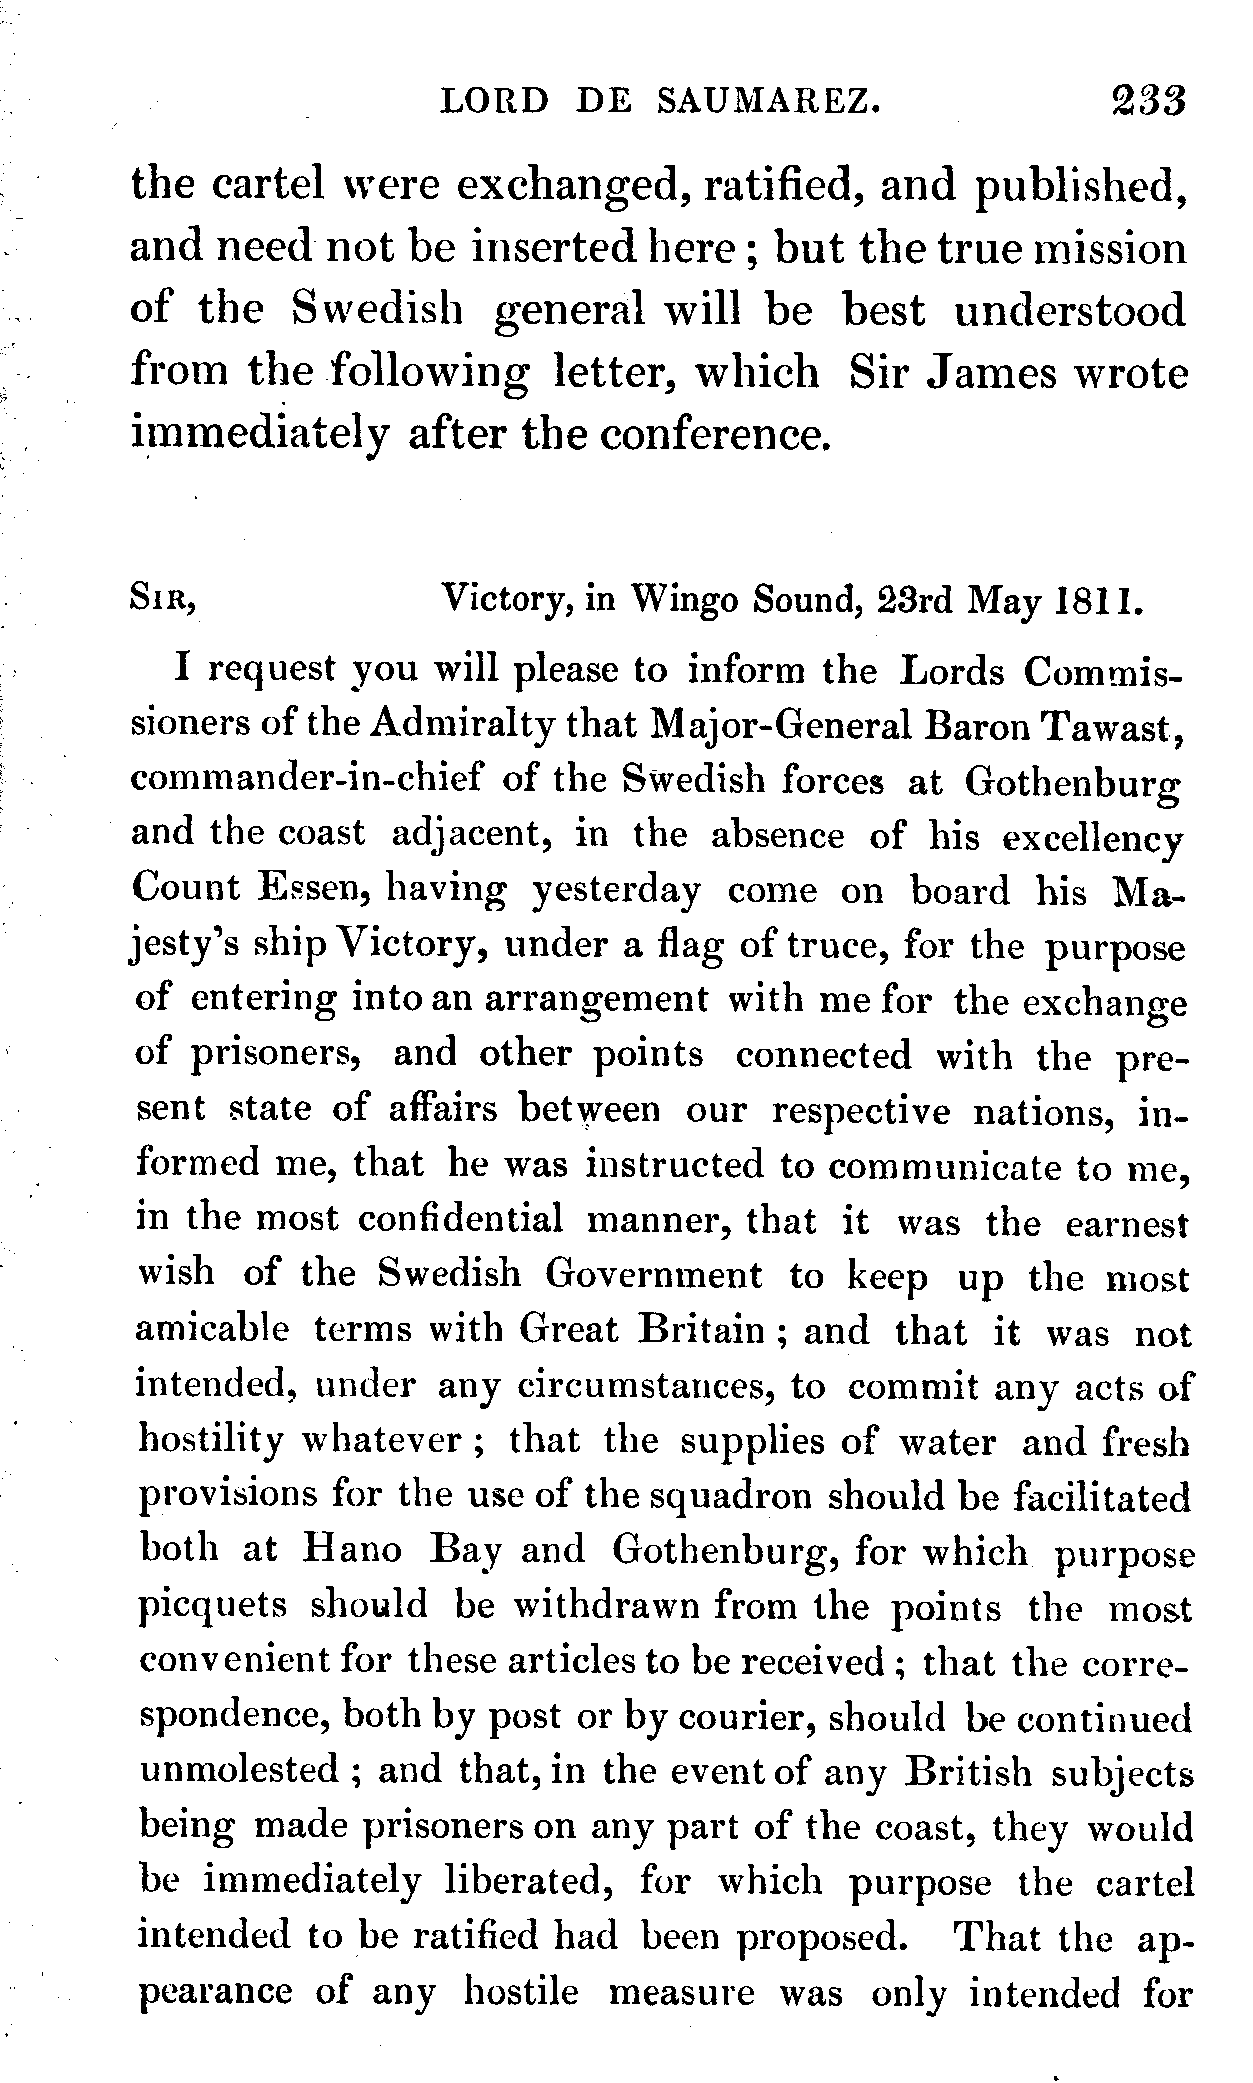 LORD DE SAUMAREZ. 233
the cartel were exchanged, ratified, and published,
and need not be inserted here ; but the true mission
of the Swedish general will be best understood
from the following letter, which Sir James wrote
immediately after the conference.
SIR, Victory, in Wingo Sound, 23rd May 1811.
I request you will please to inform the Lords Commis-
sioners of the Admiralty that Major-General Baron Tawast,
commander-in-chief of the Swedish forces at Gothenburg
and the coast adjacent, in the absence of his excellency
Count Essen, having yesterday come on board his Ma-
jesty's ship Victory, under a flag of truce, for the purpose
of entering into an arrangement with me for the exchange
of prisoners, and other points connected with the pre-
sent state of affairs between our respective nations, in-
formed me, that he was instructed to communicate to me,
in the most confidential manner, that it was the earnest
wish of the Swedish Government to keep up the most
amicable terms with Great Britain ; and that it was not
intended, under any circumstances, to commit any acts of
hostility whatever ; that the supplies of water and fresh
provisions for the use of the squadron should be facilitated
both at Hano Bay and Gothenburg, for which purpose
picquets should be withdrawn from the points the most
convenient for these articles to be received ; that the corre-
spondence, both by post or by courier, should be continued
unmolested ; and that, in the event of any British subjects
being made prisoners on any part of the coast, they would
be immediately liberated, for which purpose the cartel
intended to be ratified had been proposed. That the ap-
pearance of any hostile measure was only intended for